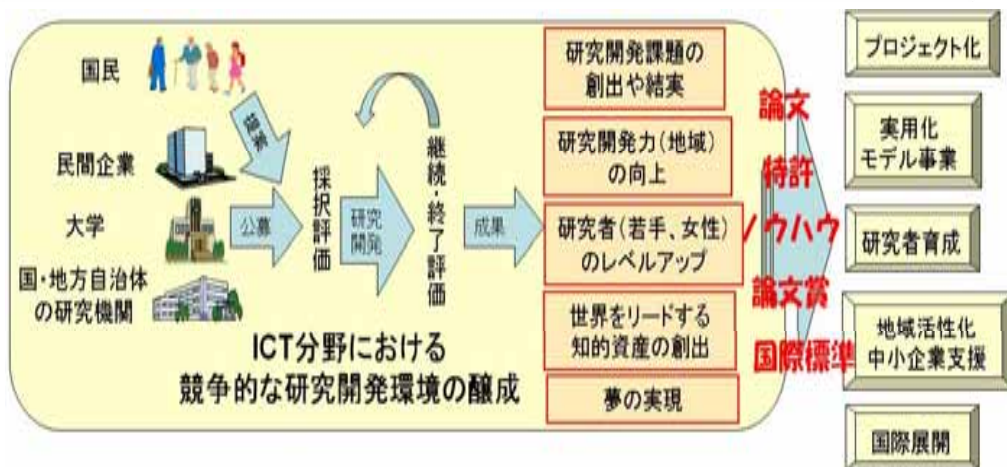 国民
民間企業
大学
国・地方自治体
の研究機関
公募
採択評価
研究
開発
継続・終了評価
成果
ICT分野における
競争的な研究開発環境の醸成
研究開発課題の
創出や結実
研究開発力(地域)
の向上
研究者(若手、女性)
のレベルアップ
世界をリードする
知的資産の創出
夢の実現
論文
特許
ノウハウ
論文賞
国際標準
プロジェクト化
実用化
モデル事業
研究者育成
地域活性化
中小企業支援
国際展開